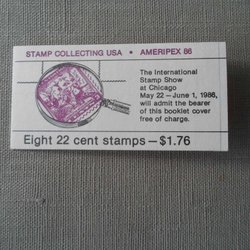 STAMP COLLECTING USA • AMERIPEX 86
The International
Stamp Show
at Chicago
May 22–June 1, 1986,
will admit the bearer
of this booklet cover
free of charge.
Eight 22 cent stamps—$1.76